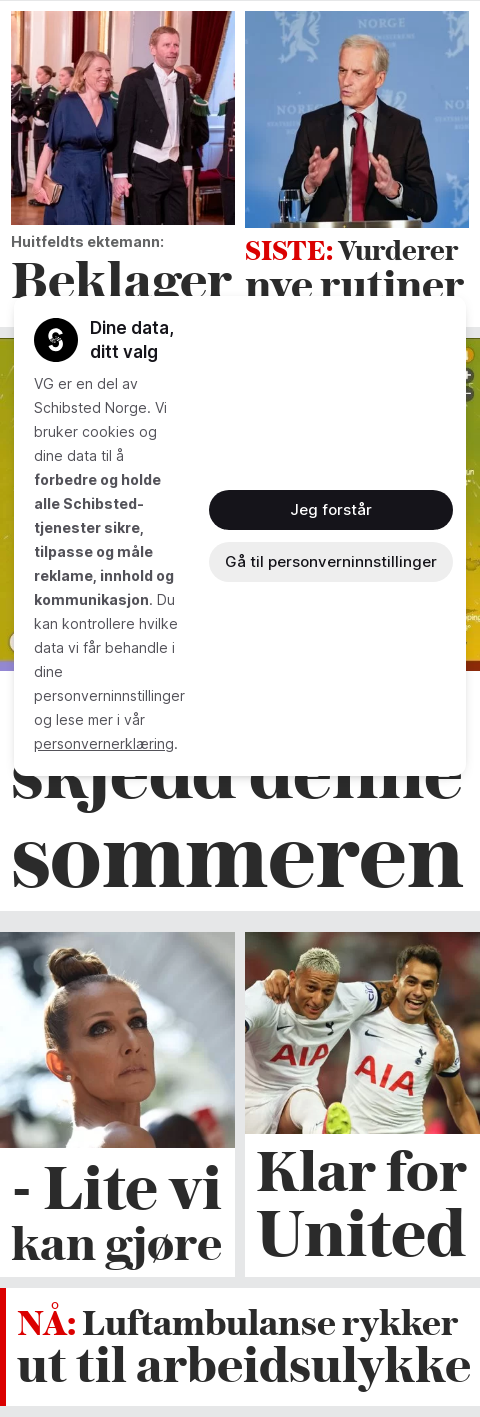 Huitfeldts ektemann:
Beklager
SISTE: Vurderer
nye rutiner
Dine data,
ditt valg
VG er en del av
Schibsted Norge. Vi
bruker cookies og
dine data til å
forbedre og holde
alle Schibsted-
tjenester sikre,
tilpasse og måle
reklame, innhold og
kommunikasjon. Du
kan kontrollere hvilke
data vi får behandle i
dine
personverninnstillinger
og lese mer i vår
personvernerklæring.
Jeg forstår
Gå til personverninnstillinger
skjedd denne
sommeren
AIA
AIA
- Lite vi
kan gjøre
Klar for
United
NÅ: Luftambulanse rykker
ut til arbeidsulykke